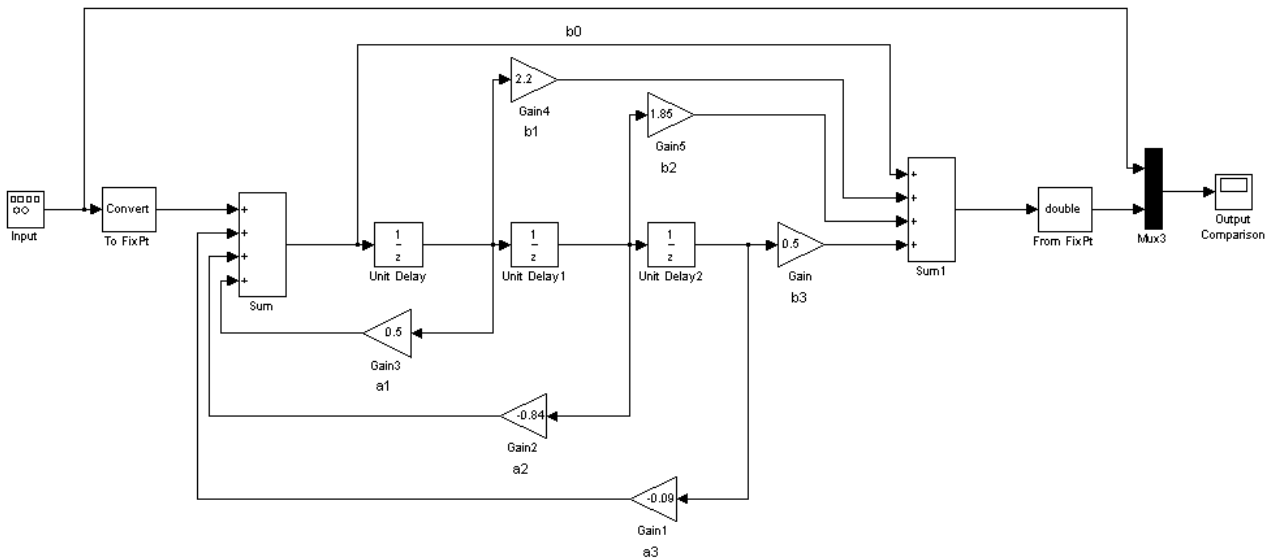 b0
2.2
Gain4
b1
1.85
Gain5
b2
Input
Convert
To FixPt
+
+
+
+
Sum
1
z
Unit Delay
1
z
Unit Delay1
1
z
Unit Delay2
0.5
Gain
b3
+
+
+
+
Sum1
double
From FixPt
Mux3
Output
Comparison
0.5
Gain3
a1
-0.84
Gain2
a2
-0.09
Gain1
a3